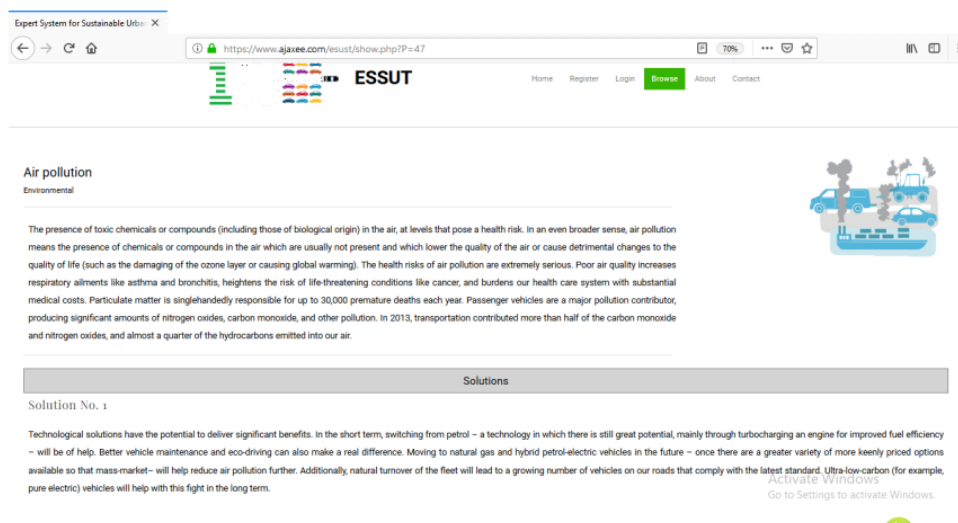 Expert System for Sustainable Urba
https://www.ajaxee.com/esust/show.php?P=47
70%
ESSUT
Home Register Login Browse About Contact
Air pollution
Environmental
The presence of toxic chemicals or compounds (including those of biological origin) in the air, at levels that pose a health risk. In an even broader sense, air pollution
means the presence of chemicals or compounds in the air which are usually not present and which lower the quality of the air or cause detrimental changes to the
quality of life (such as the damaging of the ozone layer or causing global warming). The health risks of air pollution are extremely serious. Poor air quality increases
respiratory ailments like asthma and bronchitis, heightens the risk of life-threatening conditions like cancer, and burdens our health care system with substantial
medical costs. Particulate matter is singlehandedly responsible for up to 30,000 premature deaths each year. Passenger vehicles are a major pollution contributor,
producing significant amounts of nitrogen oxides, carbon monoxide, and other pollution. In 2013, transportation contributed more than half of the carbon monoxide
and nitrogen oxides, and almost a quarter of the hydrocarbons emitted into our air.
Solutions
Solution No. 1
Technological solutions have the potential to deliver significant benefits. In the short term, switching from petrol – a technology in which there is still great potential, mainly through turbocharging an engine for improved fuel efficiency
– will be of help. Better vehicle maintenance and eco-driving can also make a real difference. Moving to natural gas and hybrid petrol-electric vehicles in the future – once there are a greater variety of more keenly priced options
available so that mass-market– will help reduce air pollution further. Additionally, natural turnover of the fleet will lead to a growing number of vehicles on our roads that comply with the latest standard. Ultra-low-carbon (for example,
pure electric) vehicles will help with this fight in the long term.
Activate Windows
Go to Settings to activate Windows.